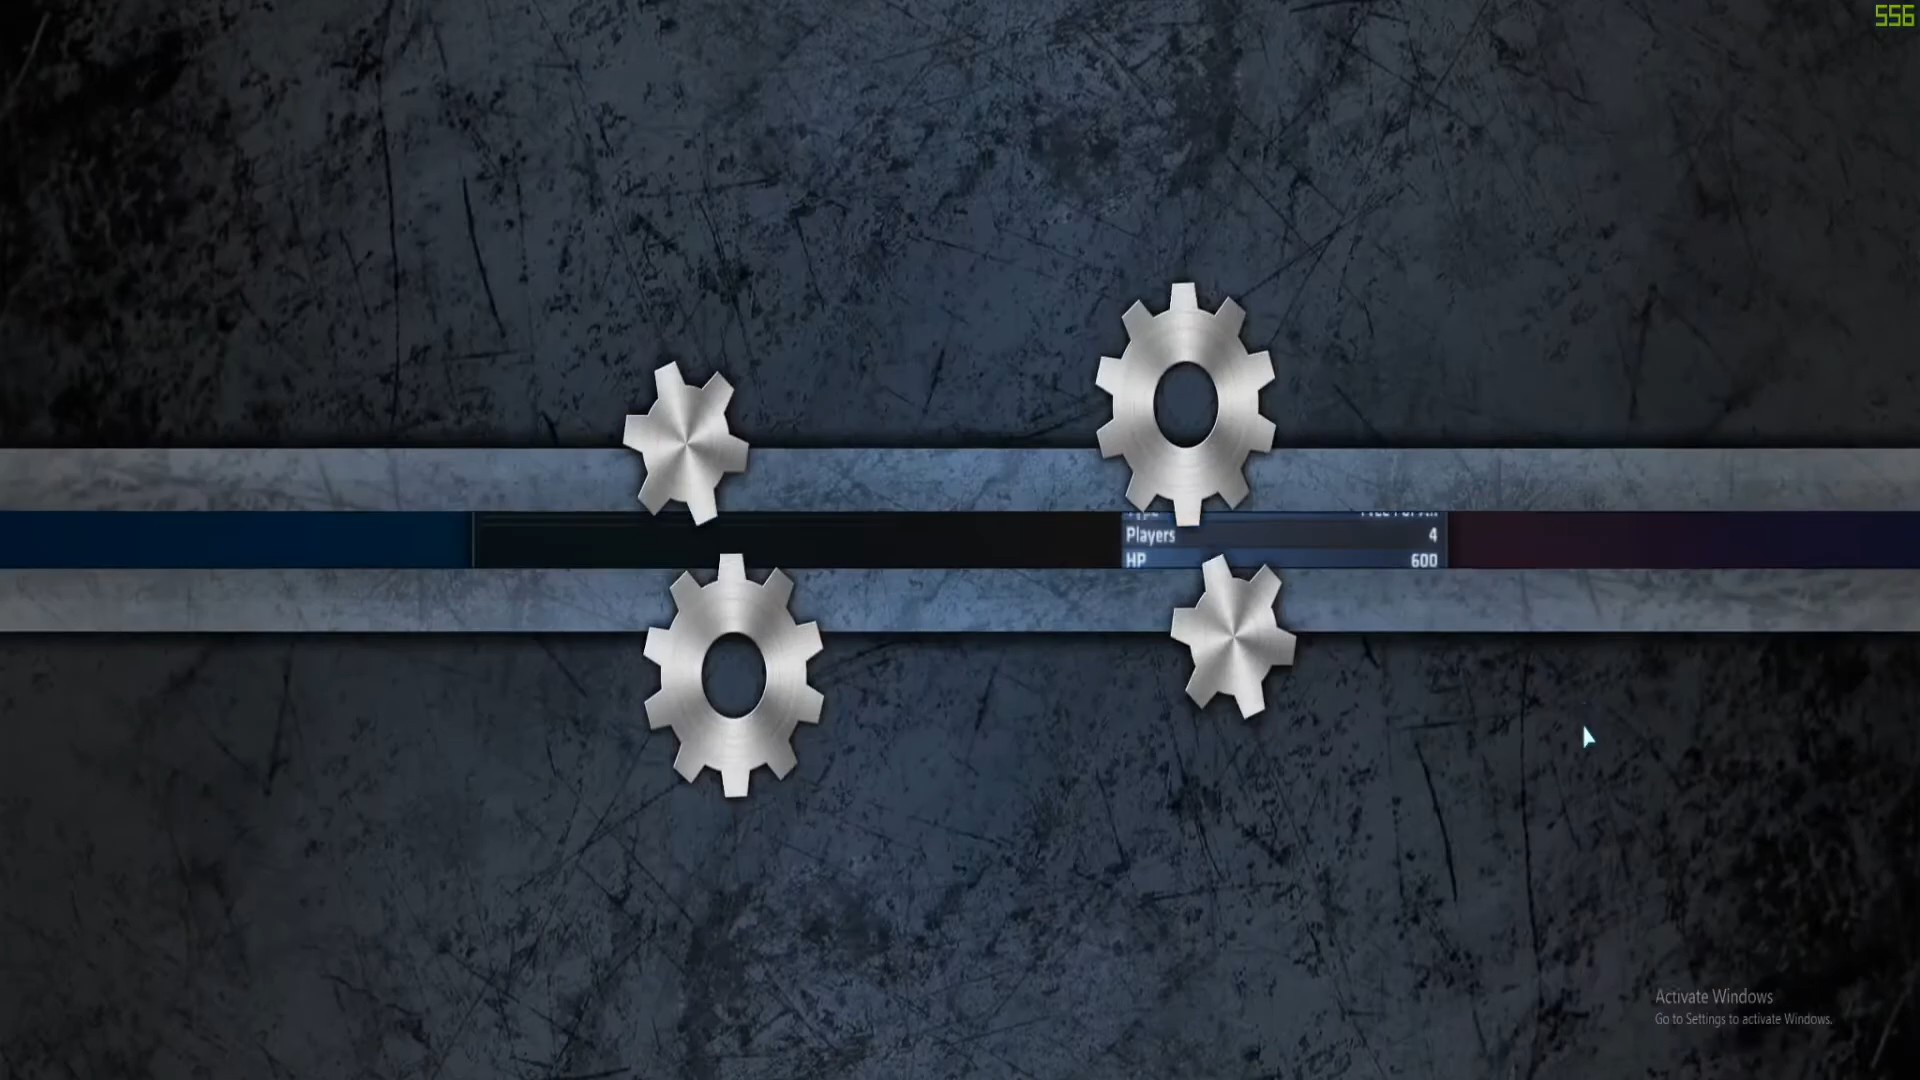 556
Players 4
HP 600
Activate Windows
Go to Settings to activate Windows.